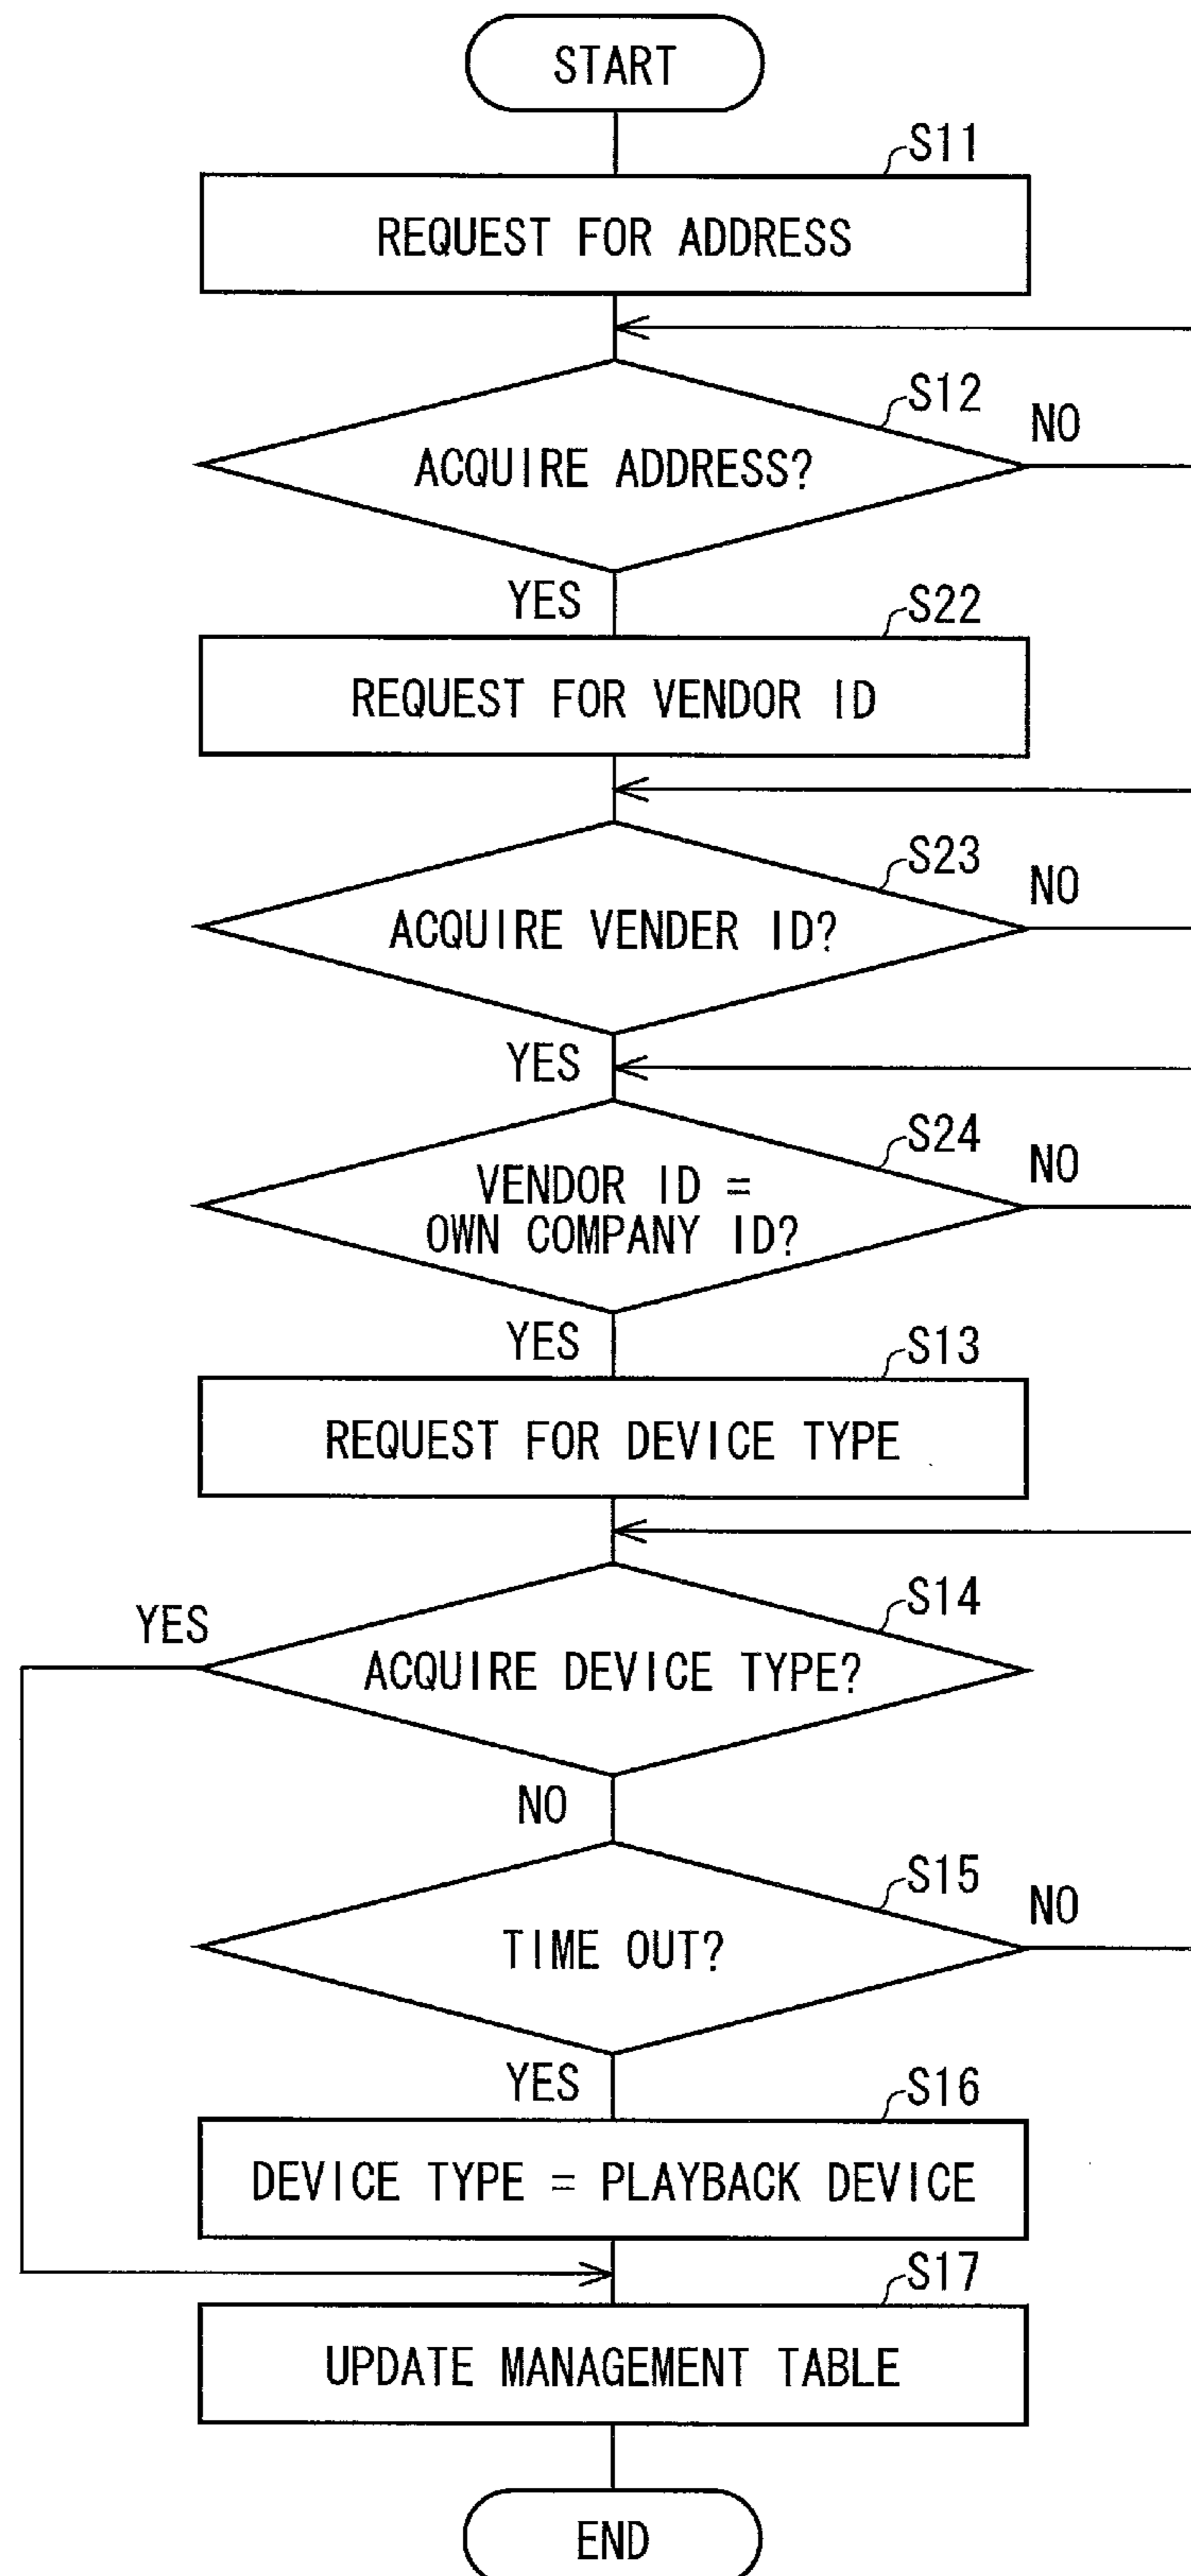 START
S11
REQUEST FOR ADDRESS
S12
NO
ACQUIRE ADDRESS?
YES
S22
REQUEST FOR VENDOR ID
S23
NO
ACQUIRE VENDER ID?
YES
S24
NO
VENDOR ID =
OWN COMPANY ID?
YES
S13
REQUEST FOR DEVICE TYPE
S14
YES
ACQUIRE DEVICE TYPE?
NO
S15
NO
TIME OUT?
YES
S16
DEVICE TYPE = PLAYBACK DEVICE
S17
UPDATE MANAGEMENT TABLE
END